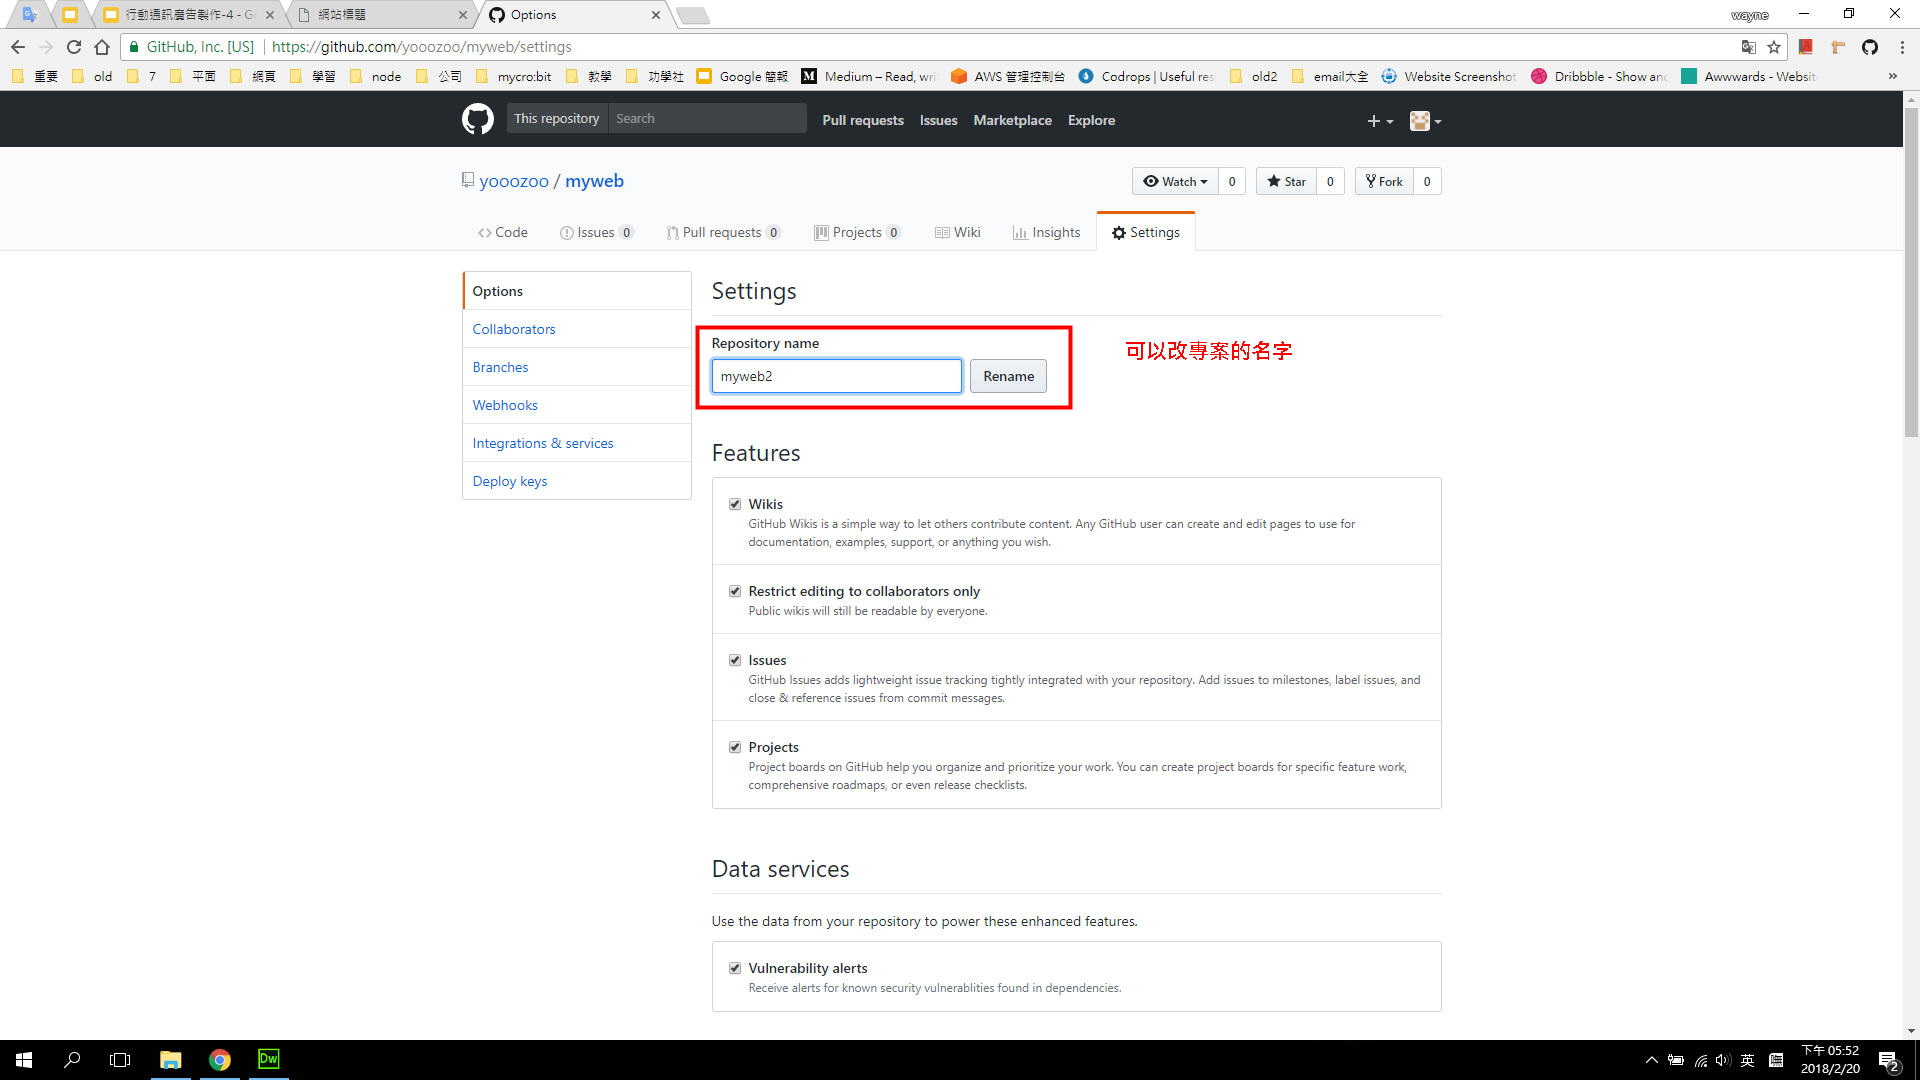 行動通訊廣告製作-4 - G
網站標題
Options
wayne
GitHub, Inc. [US]
https://github.com/yooozoo/myweb/settings
重要
old
7
平面
網頁
學習
node
公司
mycro:bit
教學
功學社
Google 簡報
Medium – Read, wri
AWS 管理控制台
Codrops | Useful res
old2
email大全
Website Screenshot
Dribbble - Show and
Awwwards - Website
»
This repository
Search
Pull requests
Issues
Marketplace
Explore
yooozoo / myweb
Watch 0
Star 0
Fork 0
Code
Issues 0
Pull requests 0
Projects 0
Wiki
Insights
Settings
Options
Collaborators
Branches
Webhooks
Integrations & services
Deploy keys
Settings
Repository name
myweb2
Rename
可以改專案的名字
Features
Wikis
GitHub Wikis is a simple way to let others contribute content. Any GitHub user can create and edit pages to use for
documentation, examples, support, or anything you wish.
Restrict editing to collaborators only
Public wikis will still be readable by everyone.
Issues
GitHub Issues adds lightweight issue tracking tightly integrated with your repository. Add issues to milestones, label issues, and
close & reference issues from commit messages.
Projects
Project boards on GitHub help you organize and prioritize your work. You can create project boards for specific feature work,
comprehensive roadmaps, or even release checklists.
Data services
Use the data from your repository to power these enhanced features.
Vulnerability alerts
Receive alerts for known security vulnerablities found in dependencies.
Dw
英
下午 05:52
2018/2/20
2